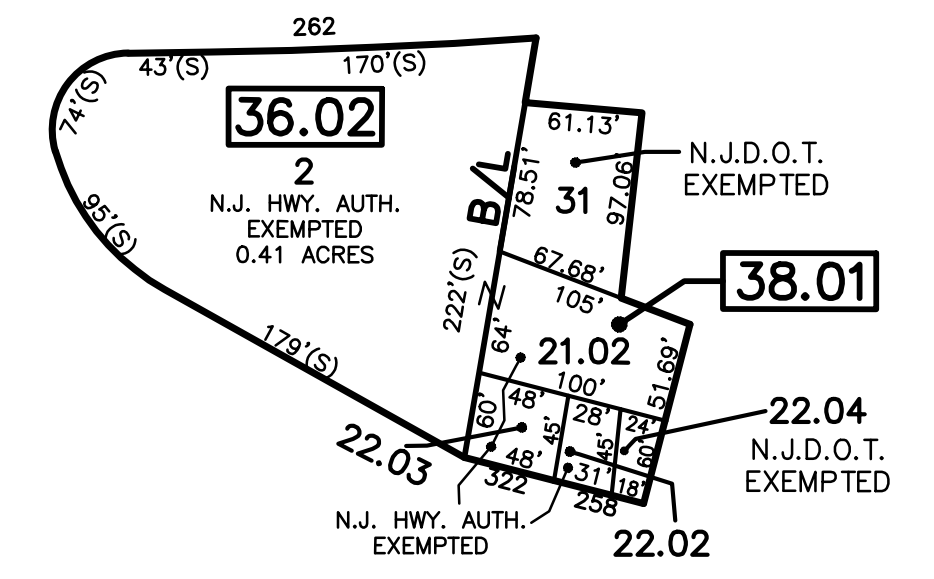 262
43'(S)
170'(S)
74'(S)
36.02
2
N.J. HWY. AUTH.
EXEMPTED
0.41 ACRES
95'(S)
179'(S)
222'(S)
B/L
61.13'
78.51'
31
97.06'
N.J.D.O.T.
EXEMPTED
67.68'
105'
38.01
64'
21.02
51.69'
100'
60'
48'
48'
45'
28'
31'
45'
24'
60'
18'
22.04
N.J.D.O.T.
EXEMPTED
22.03
322
258
N.J. HWY. AUTH.
EXEMPTED
22.02